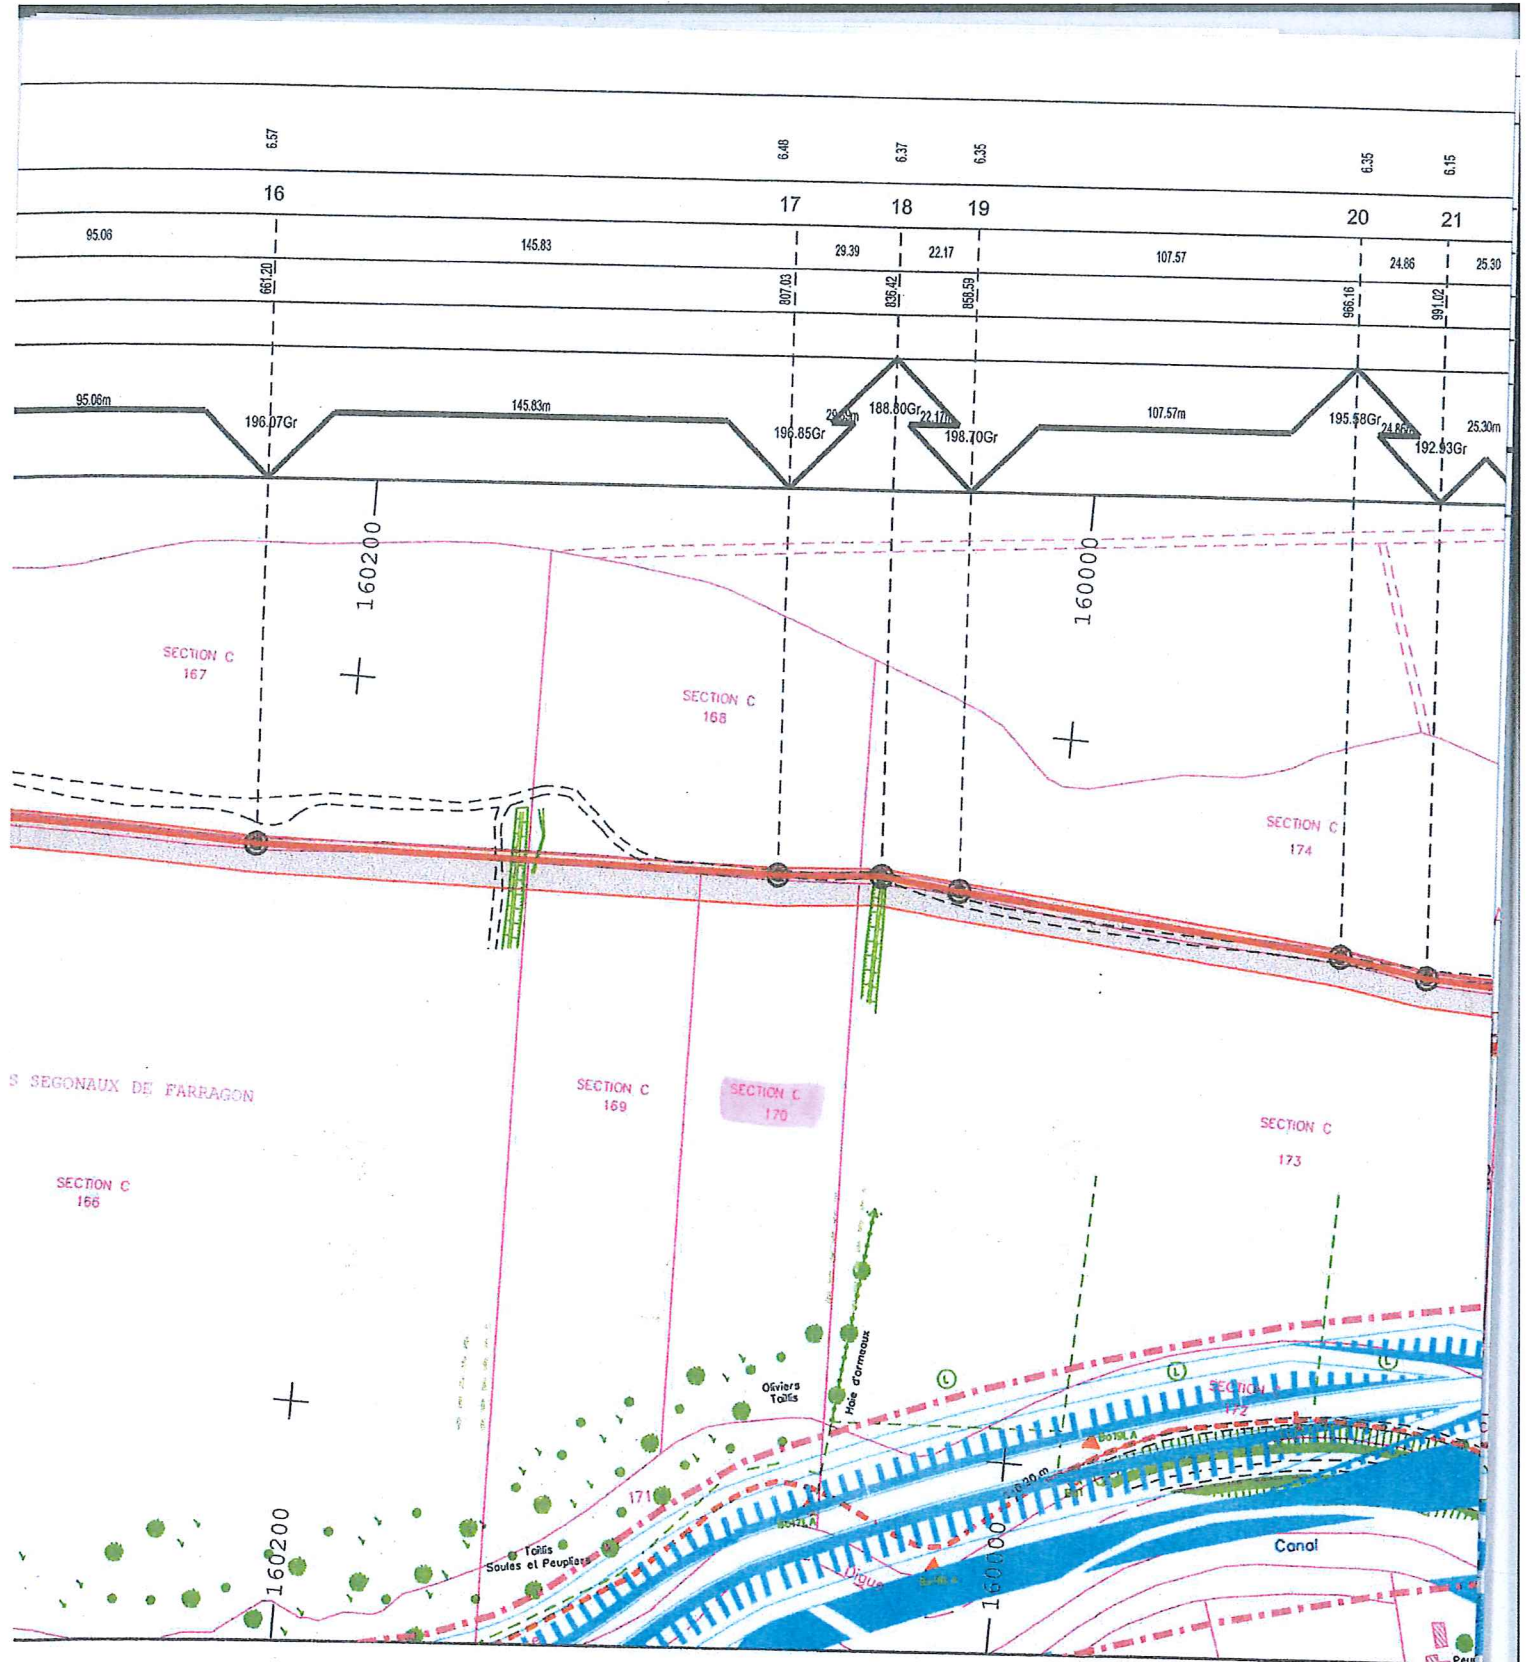 6.57 6.48 6.37 6.35 6.35 6.15
16 17 18 19 20 21
95.06 145.83 29.39 22.17 107.57 24.86 25.30
661.20 807.03 836.42 858.59 966.16 991.02
95.06m 145.83m 22.17m 107.57m 25.30m
196.07Gr 196.85Gr 188.80Gr 198.70Gr 195.58Gr 192.93Gr
160200 160000
SECTION C
167
SECTION C
168
SECTION C
174
S SEGONAUX DE FARRAGON
SECTION C
169
SECTION C
170
SECTION C
173
SECTION C
166
Oliviers
Taillis
Haie d'ormeaux
L L L
SECTION
172
171
Taillis
Saules et Peupliers
Digue
Canal
160200 160000